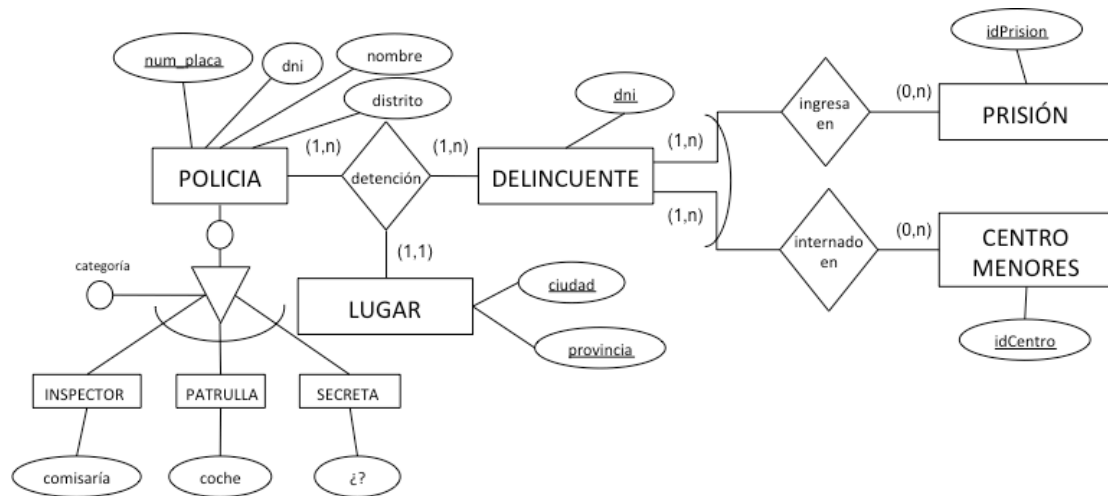 num_placa
dni
nombre
distrito
idPrision
dni
(1,n)
(1,n)
(1,n)
(0,n)
ingresa
en
PRISIÓN
POLICIA
detención
DELINCUENTE
(1,n)
(0,n)
internado
en
CENTRO
MENORES
(1,1)
categoría
LUGAR
ciudad
provincia
idCentro
INSPECTOR
PATRULLA
SECRETA
comisaría
coche
¿?